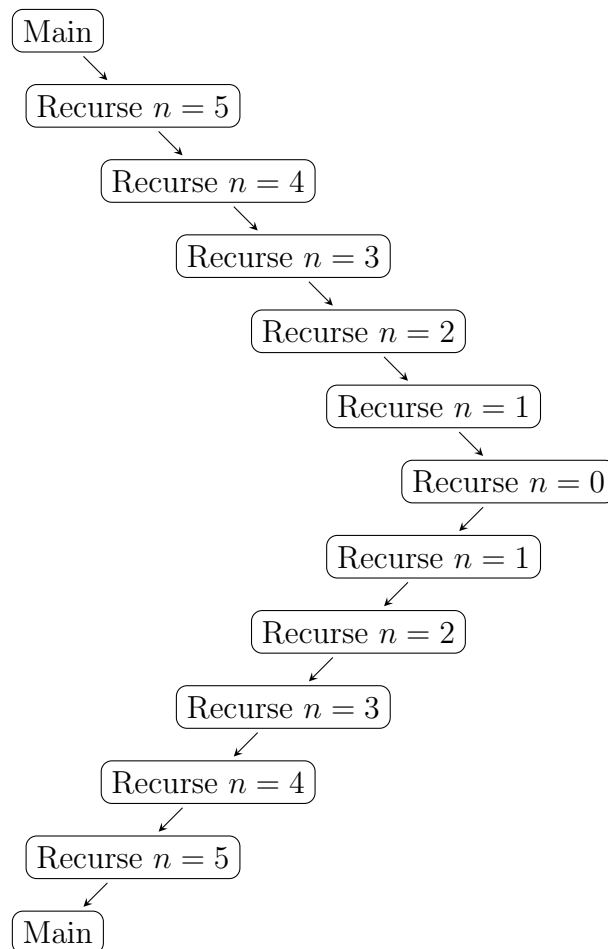 Main
Recurse n = 5
Recurse n = 4
Recurse n = 3
Recurse n = 2
Recurse n = 1
Recurse n = 0
Recurse n = 1
Recurse n = 2
Recurse n = 3
Recurse n = 4
Recurse n = 5
Main